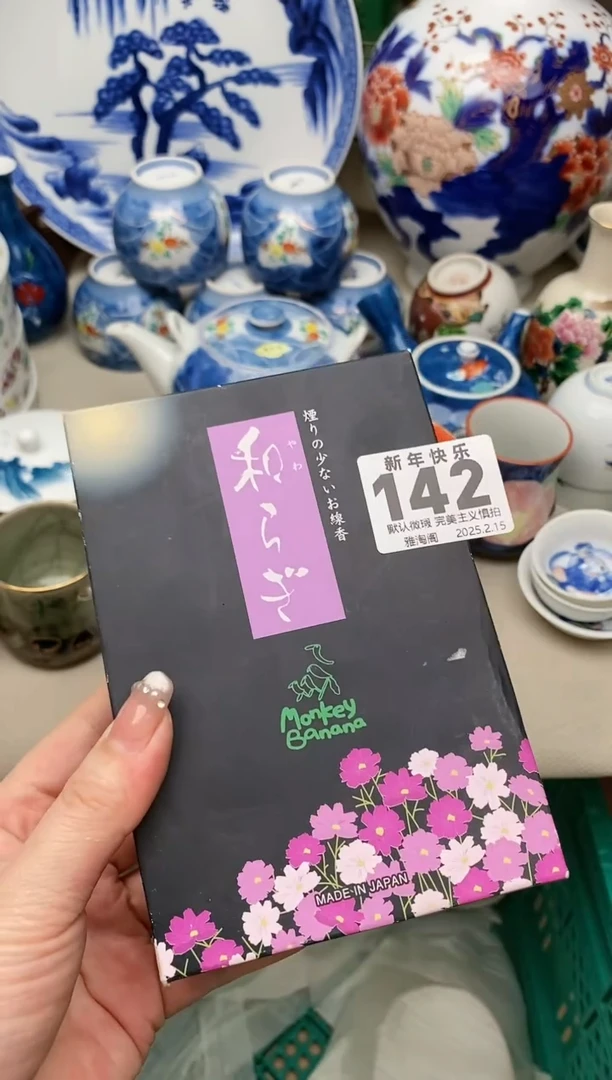 煙りの少ないお線香
和らぎ
やわ
新年快乐
142
默认微瑕 完美主义慎拍
雅淘阁 2025.2.15
Monkey
Banana
MADE IN JAPAN